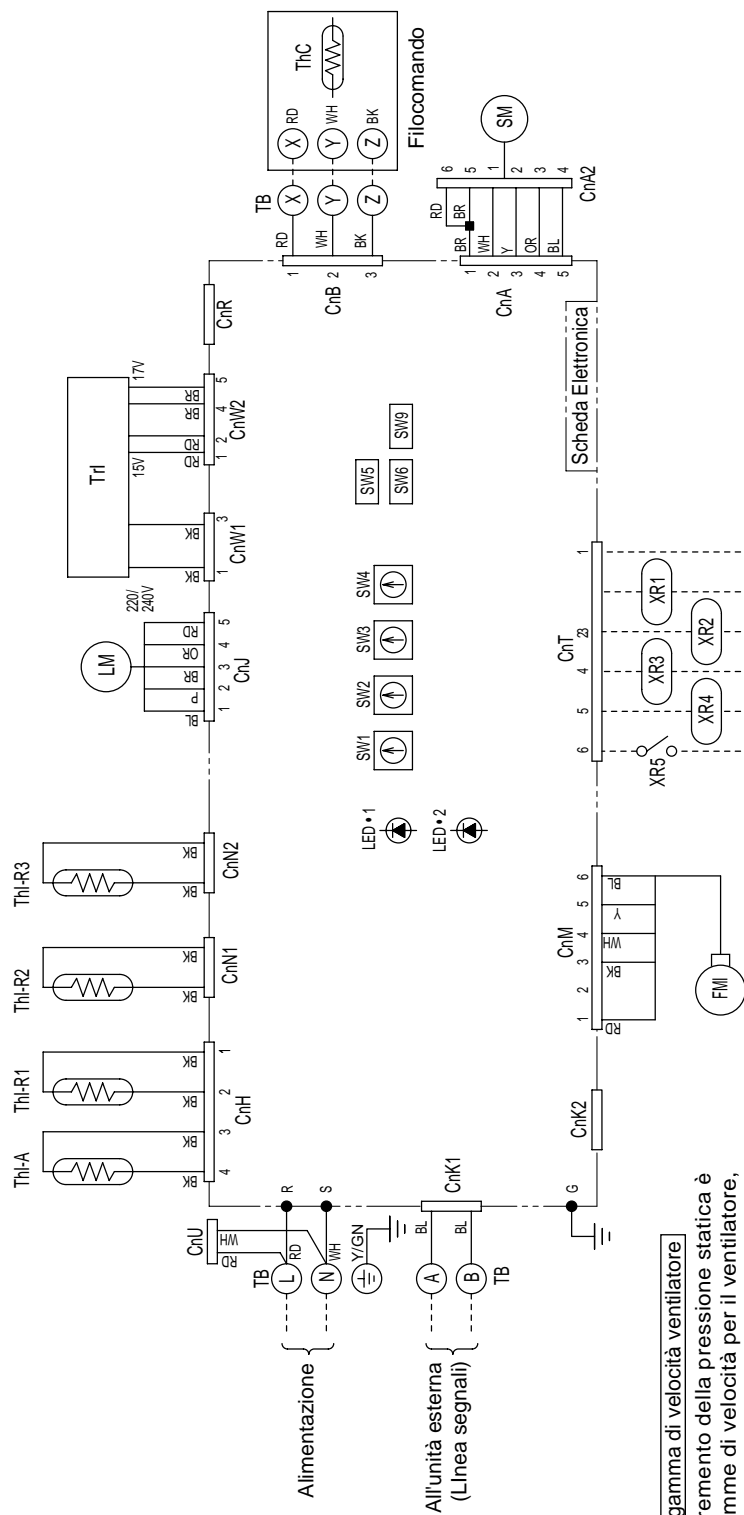 Thl-A
Thl-R1
Thl-R2
Thl-R3
LM
220/
240V
TrI
15V
17V
BK BK BK BK
BK BK
BK BK
BL P BR OR RD
BK BK
RD RD BR BR
4 3 2 1
CnH
CnN1
CnN2
1 2 3 4 5
CnJ
1 3
CnW1
1 2 4 5
CnW2
CnR
CnU
RD WH
TB
L
RD
R
N
WH
S
Y/GN
Alimentazione
All'unità esterna
(LInea segnali)
A
BL
B
BL
TB
CnK1
G
CnK2
LED•1
LED•2
SW1
SW2
SW3
SW4
SW5
SW6
SW9
CnB
1
2
3
RD
WH
BK
TB
X
Y
Z
X
Y
Z
RD
WH
BK
ThC
Filocomando
CnA
1
2
3
4
5
BR
WH
Y
OR
BL
RD
BR
6
5
1
2
3
4
CnA2
SM
Scheda Elettronica
CnM
1 2 3 4 5 6
RD BK WH Y BL
FMI
CnT
6 5 4 23 1
XR5
XR4
XR3
XR2
XR1
gamma di velocità ventilatore
remento della pressione statica è
mme di velocità per il ventilatore,